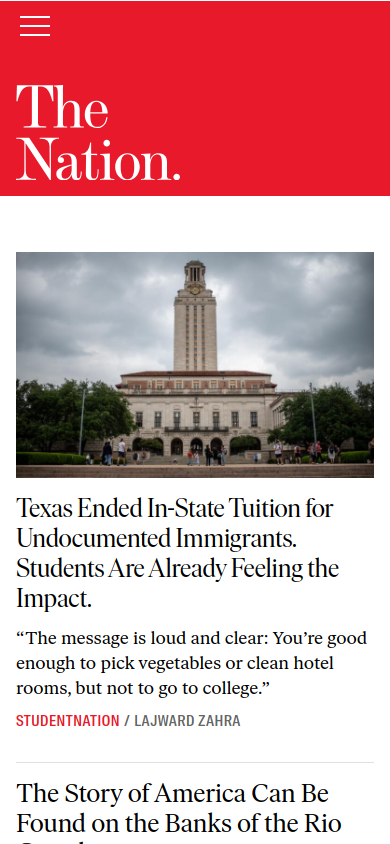 The
Nation.
Texas Ended In-State Tuition for
Undocumented Immigrants.
Students Are Already Feeling the
Impact.
“The message is loud and clear: You’re good
enough to pick vegetables or clean hotel
rooms, but not to go to college.”
STUDENTNATION / LAJWARD ZAHRA
The Story of America Can Be
Found on the Banks of the Rio